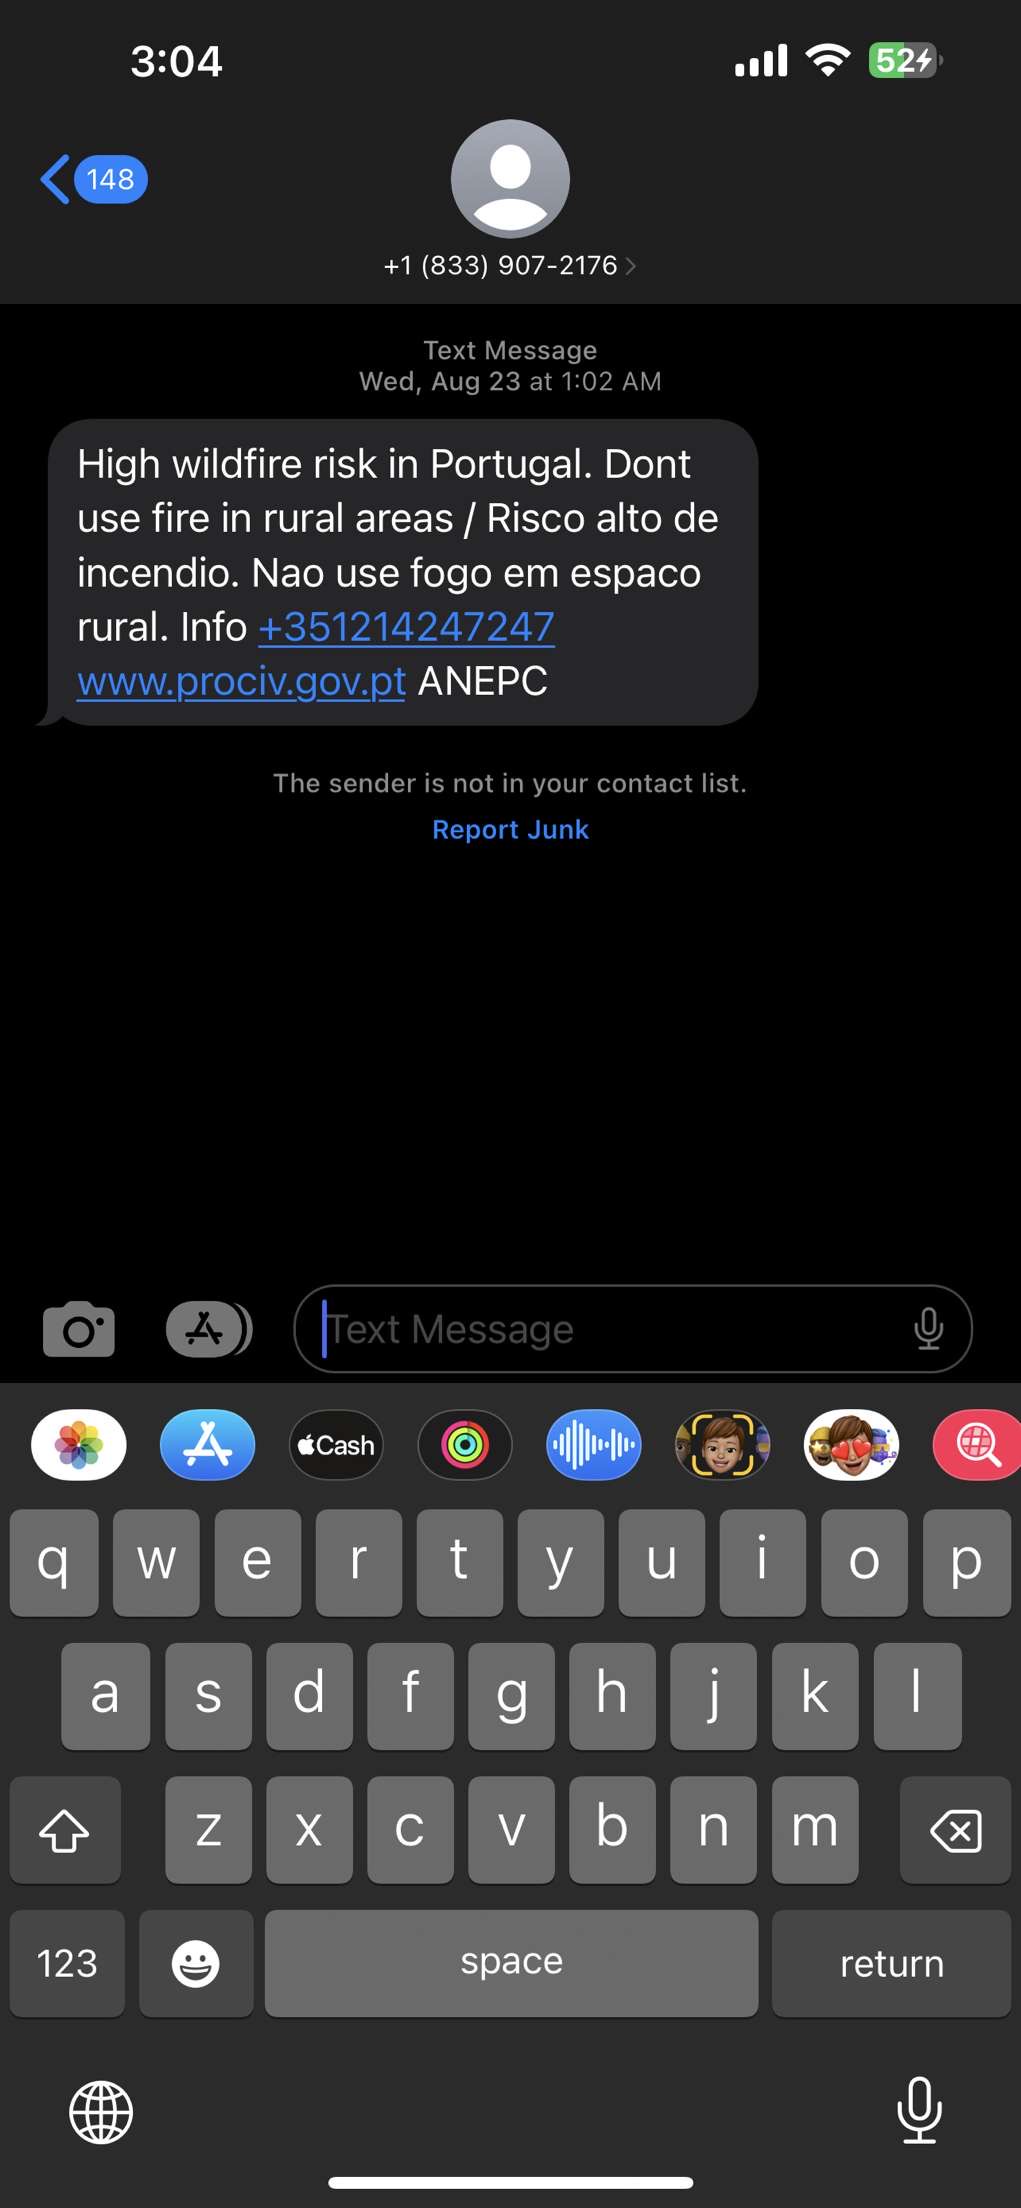 3:04
52
148
+1 (833) 907-2176
Text Message
Wed, Aug 23 at 1:02 AM
High wildfire risk in Portugal. Dont
use fire in rural areas / Risco alto de
incendio. Nao use fogo em espaco
rural. Info +351214247247
www.prociv.gov.pt ANEPC
The sender is not in your contact list.
Report Junk
Text Message
Cash
q w e r t y u i o p
a s d f g h j k l
z x c v b n m
123 space return